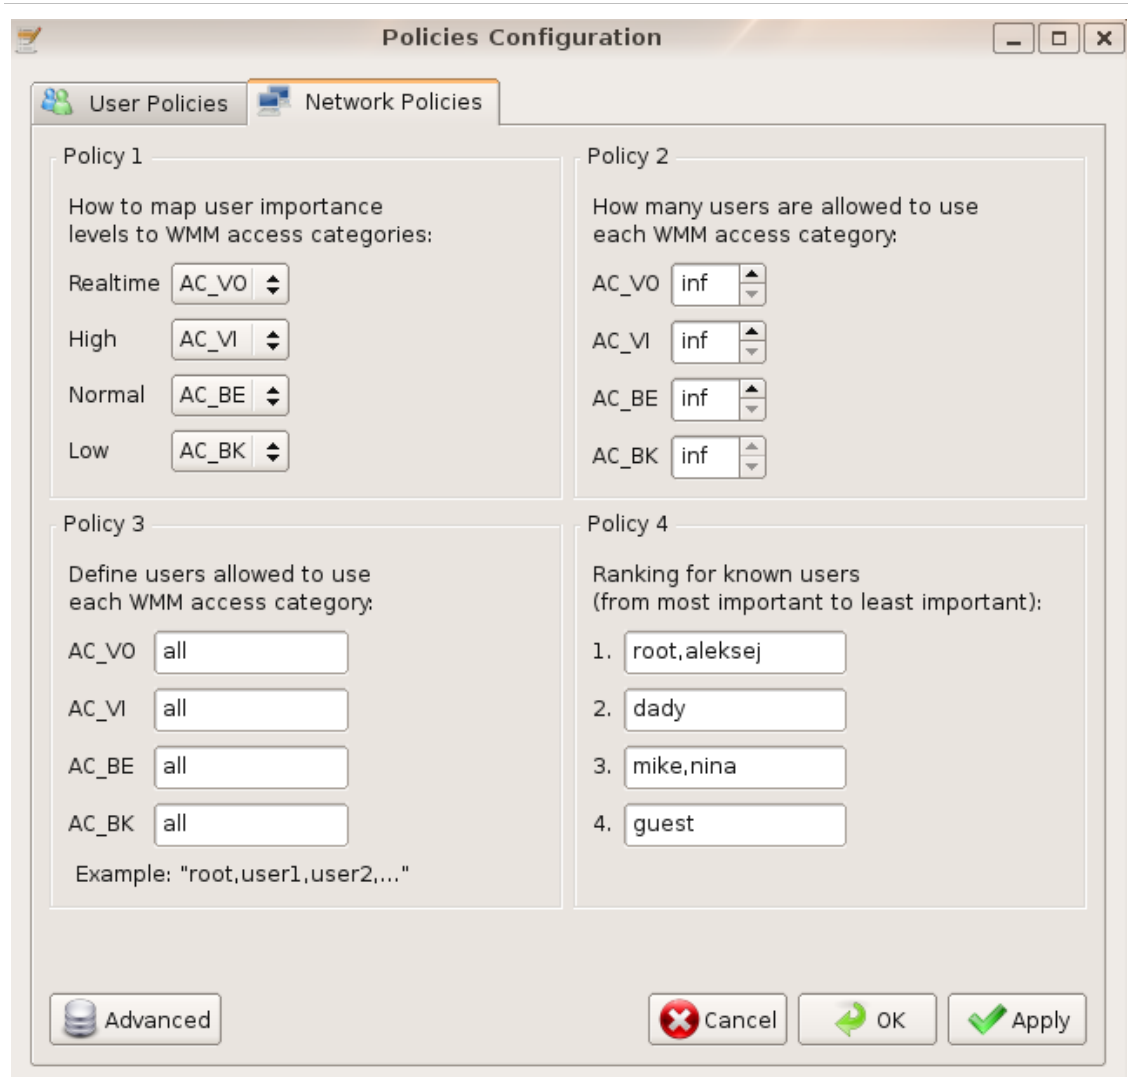 Policies Configuration
User Policies
Network Policies
Policy 1
How to map user importance
levels to WMM access categories:
Realtime AC_VO
High AC_VI
Normal AC_BE
Low AC_BK
Policy 2
How many users are allowed to use
each WMM access category:
AC_VO inf
AC_VI inf
AC_BE inf
AC_BK inf
Policy 3
Define users allowed to use
each WMM access category:
AC_VO all
AC_VI all
AC_BE all
AC_BK all
Example: "root,user1,user2,..."
Policy 4
Ranking for known users
(from most important to least important):
1. root,aleksej
2. dady
3. mike,nina
4. guest
Advanced
Cancel
OK
Apply